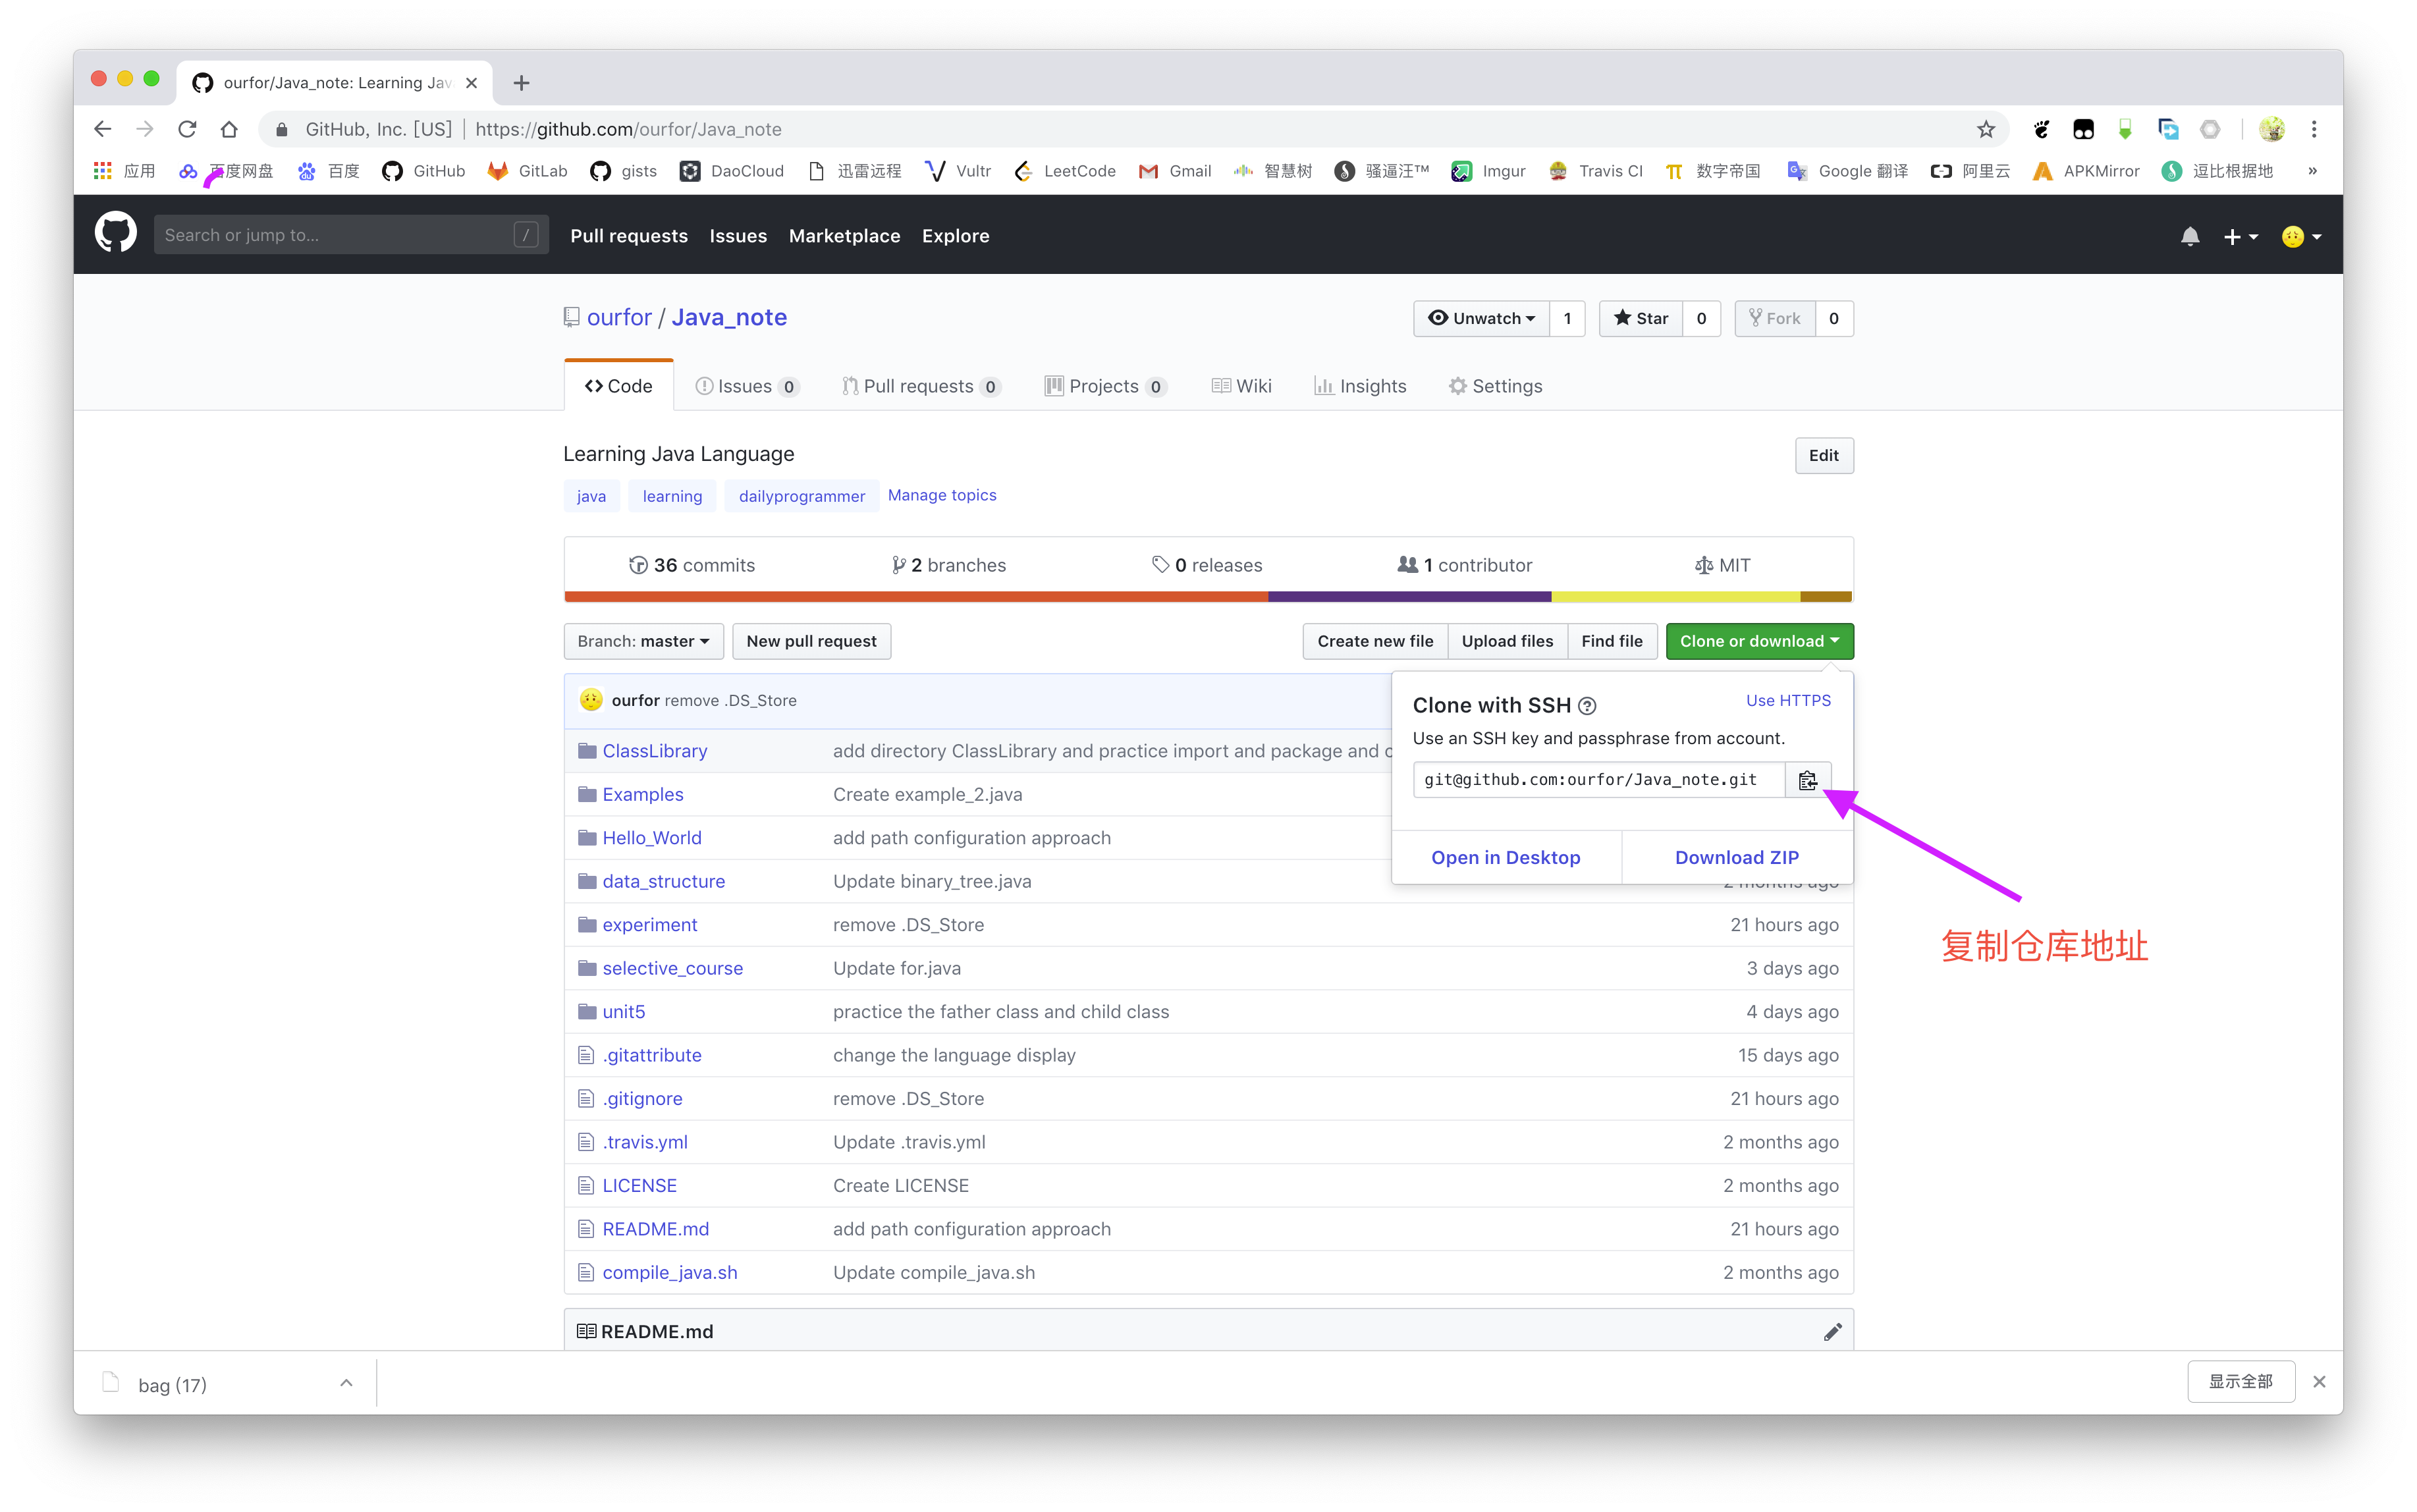 ourfor/Java_note: Learning Jav
GitHub, Inc. [US] | https://github.com/ourfor/Java_note
应用 百度网盘 百度 GitHub GitLab gists DaoCloud 迅雷远程 Vultr LeetCode Gmail 智慧树 骚逼汪™ Imgur Travis CI 数字帝国 Google 翻译 阿里云 APKMirror 逗比根据地 »
Search or jump to... / Pull requests Issues Marketplace Explore
ourfor / Java_note
Unwatch 1 Star 0 Fork 0
Code Issues 0 Pull requests 0 Projects 0 Wiki Insights Settings
Learning Java Language
Edit
java learning dailyprogrammer Manage topics
36 commits 2 branches 0 releases 1 contributor MIT
Branch: master New pull request Create new file Upload files Find file Clone or download
ourfor remove .DS_Store
Clone with SSH Use HTTPS
Use an SSH key and passphrase from account.
git@github.com:ourfor/Java_note.git
Open in Desktop Download ZIP
复制仓库地址
ClassLibrary add directory ClassLibrary and practice import and package and c
Examples Create example_2.java
Hello_World add path configuration approach
data_structure Update binary_tree.java 2 months ago
experiment remove .DS_Store 21 hours ago
selective_course Update for.java 3 days ago
unit5 practice the father class and child class 4 days ago
.gitattribute change the language display 15 days ago
.gitignore remove .DS_Store 21 hours ago
.travis.yml Update .travis.yml 2 months ago
LICENSE Create LICENSE 2 months ago
README.md add path configuration approach 21 hours ago
compile_java.sh Update compile_java.sh 2 months ago
README.md
bag (17) 显示全部